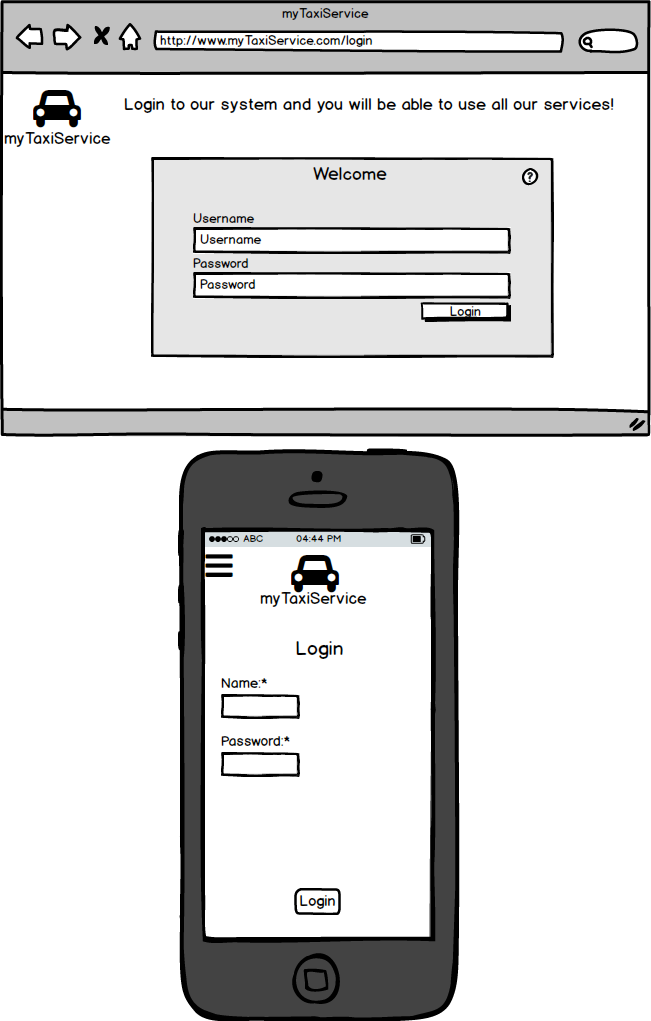 myTaxiService
http://www.myTaxiService.com/login
myTaxiService
Login to our system and you will be able to use all our services!
Welcome
?
Username
Username
Password
Password
Login
ABC 04:44 PM
myTaxiService
Login
Name:*
Password:*
Login